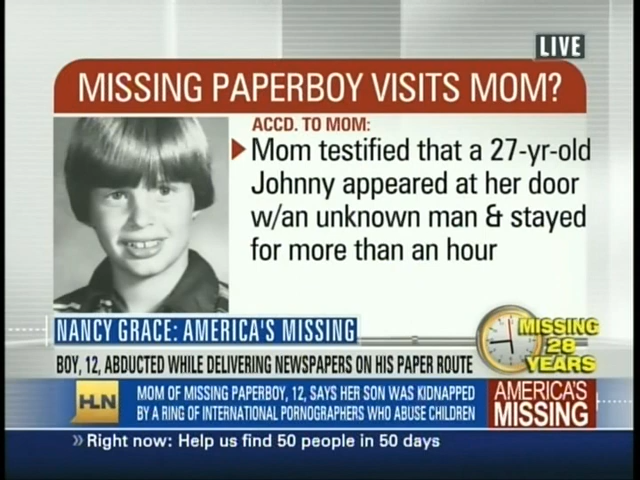 LIVE
MISSING PAPERBOY VISITS MOM?
ACCD. TO MOM:
Mom testified that a 27-yr-old
Johnny appeared at her door
w/an unknown man & stayed
for more than an hour
NANCY GRACE: AMERICA'S MISSING
MISSING
28
YEARS
BOY, 12, ABDUCTED WHILE DELIVERING NEWSPAPERS ON HIS PAPER ROUTE
HLN
MOM OF MISSING PAPERBOY, 12, SAYS HER SON WAS KIDNAPPED
BY A RING OF INTERNATIONAL PORNOGRAPHERS WHO ABUSE CHILDREN
AMERICA'S
MISSING
» Right now: Help us find 50 people in 50 days